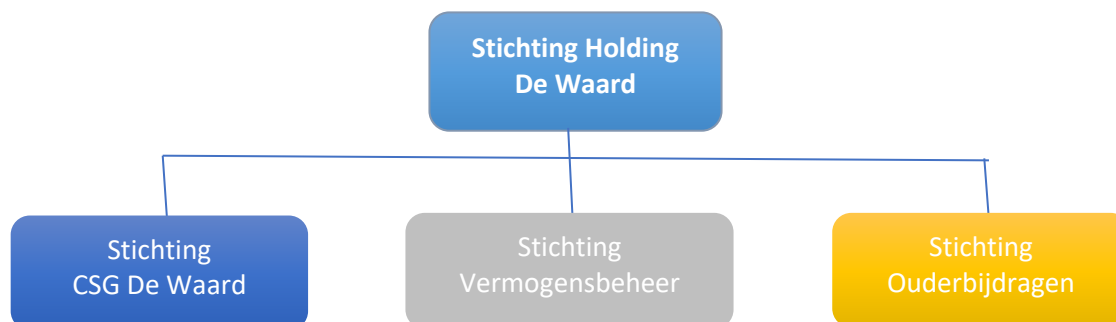 Stichting Holding
De Waard
Stichting
CSG De Waard
Stichting
Vermogensbeheer
Stichting
Ouderbijdragen